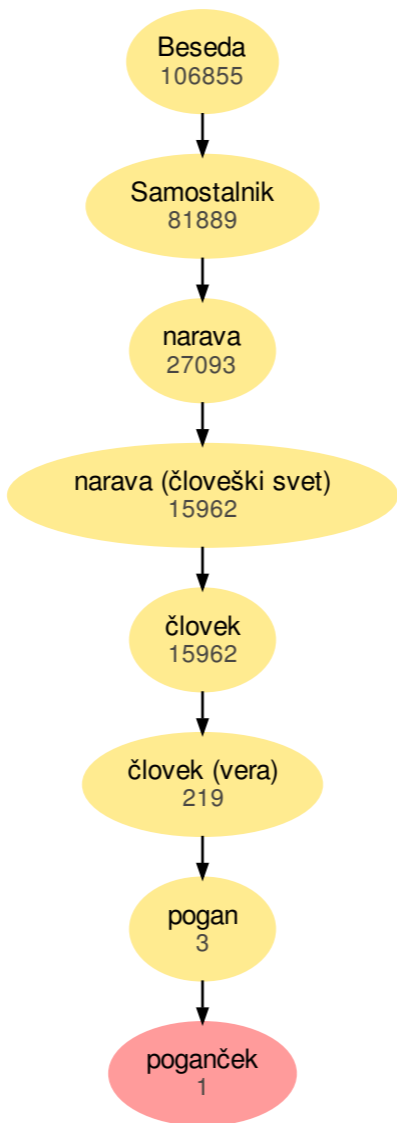 Beseda
106855
Samostalnik
81889
narava
27093
narava (človeški svet)
15962
človek
15962
človek (vera)
219
pogan
3
poganček
1